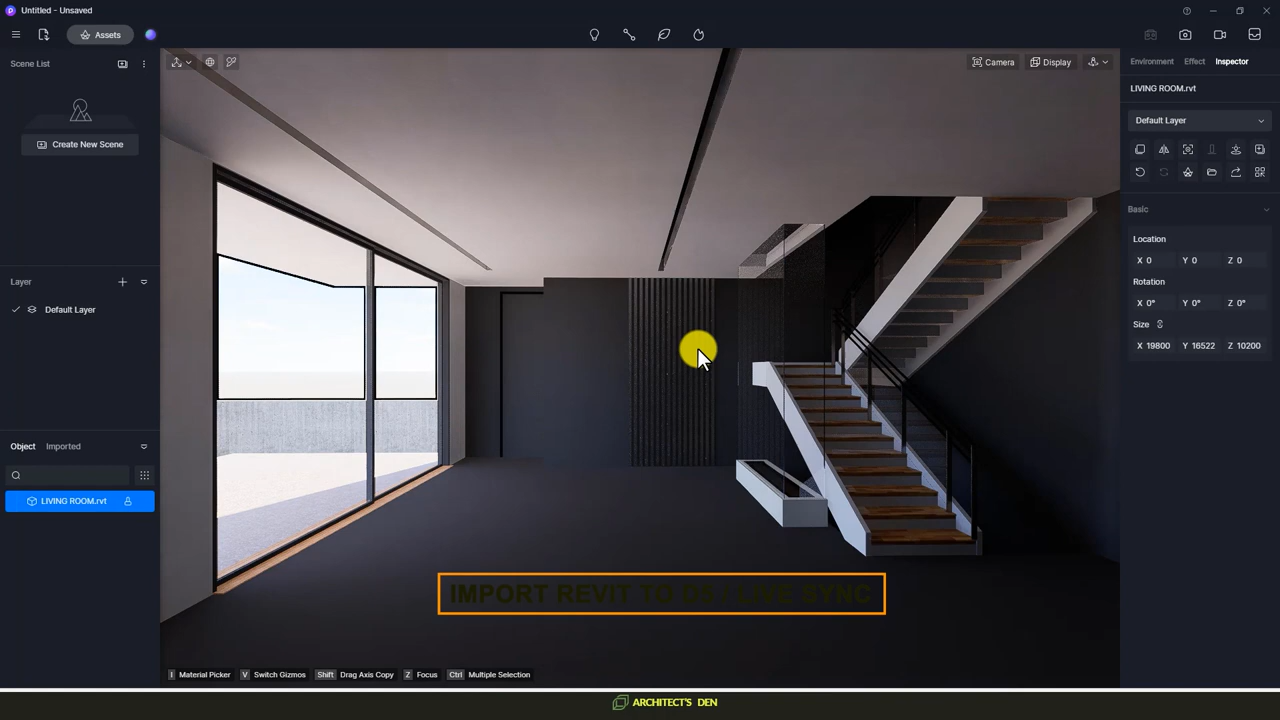 Untitled - Unsaved
Assets
Scene List
Create New Scene
Layer
Default Layer
Object
Imported
LIVING ROOM.rvt
Camera
Display
IMPORT REVIT TO D5 / LIVE SYNC
I Material Picker V Switch Gizmos Shift Drag Axis Copy Z Focus Ctrl Multiple Selection
Environment Effect Inspector
LIVING ROOM.rvt
Default Layer
Basic
Location
X 0 Y 0 Z 0
Rotation
X 0° Y 0° Z 0°
Size
X 19800 Y 16522 Z 10200
ARCHITECT'S DEN